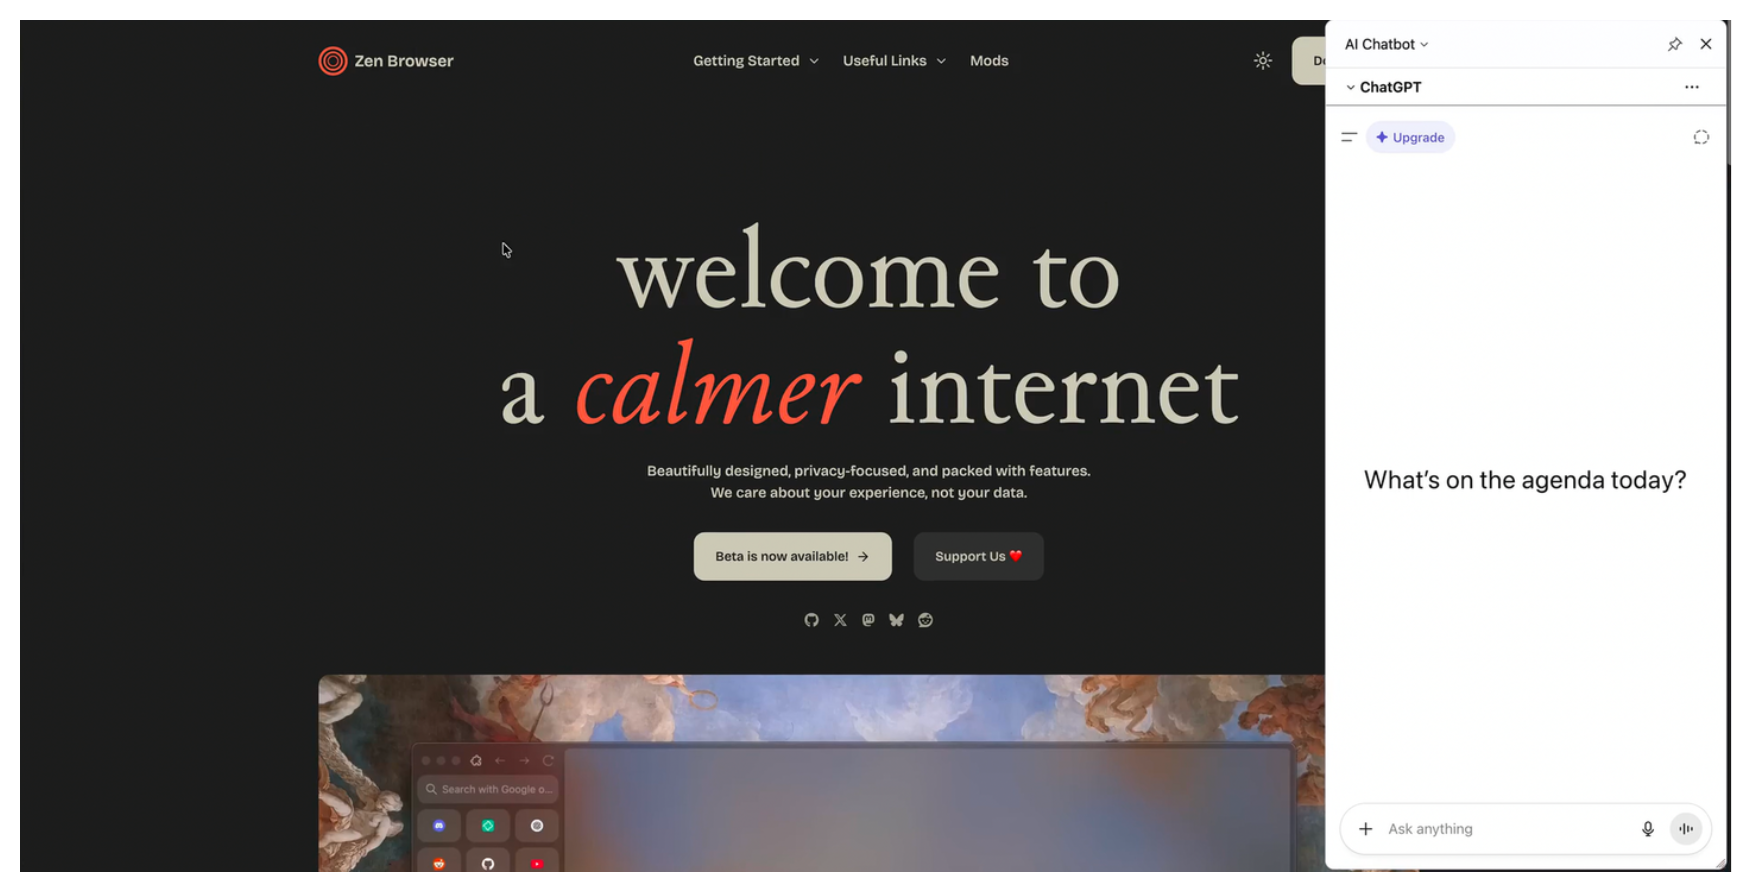 Zen Browser
Getting Started
Useful Links
Mods
welcome to
a calmer internet
Beautifully designed, privacy-focused, and packed with features.
We care about your experience, not your data.
Beta is now available! →
Support Us ❤️
Search with Google o...
AI Chatbot
ChatGPT
Upgrade
What's on the agenda today?
Ask anything